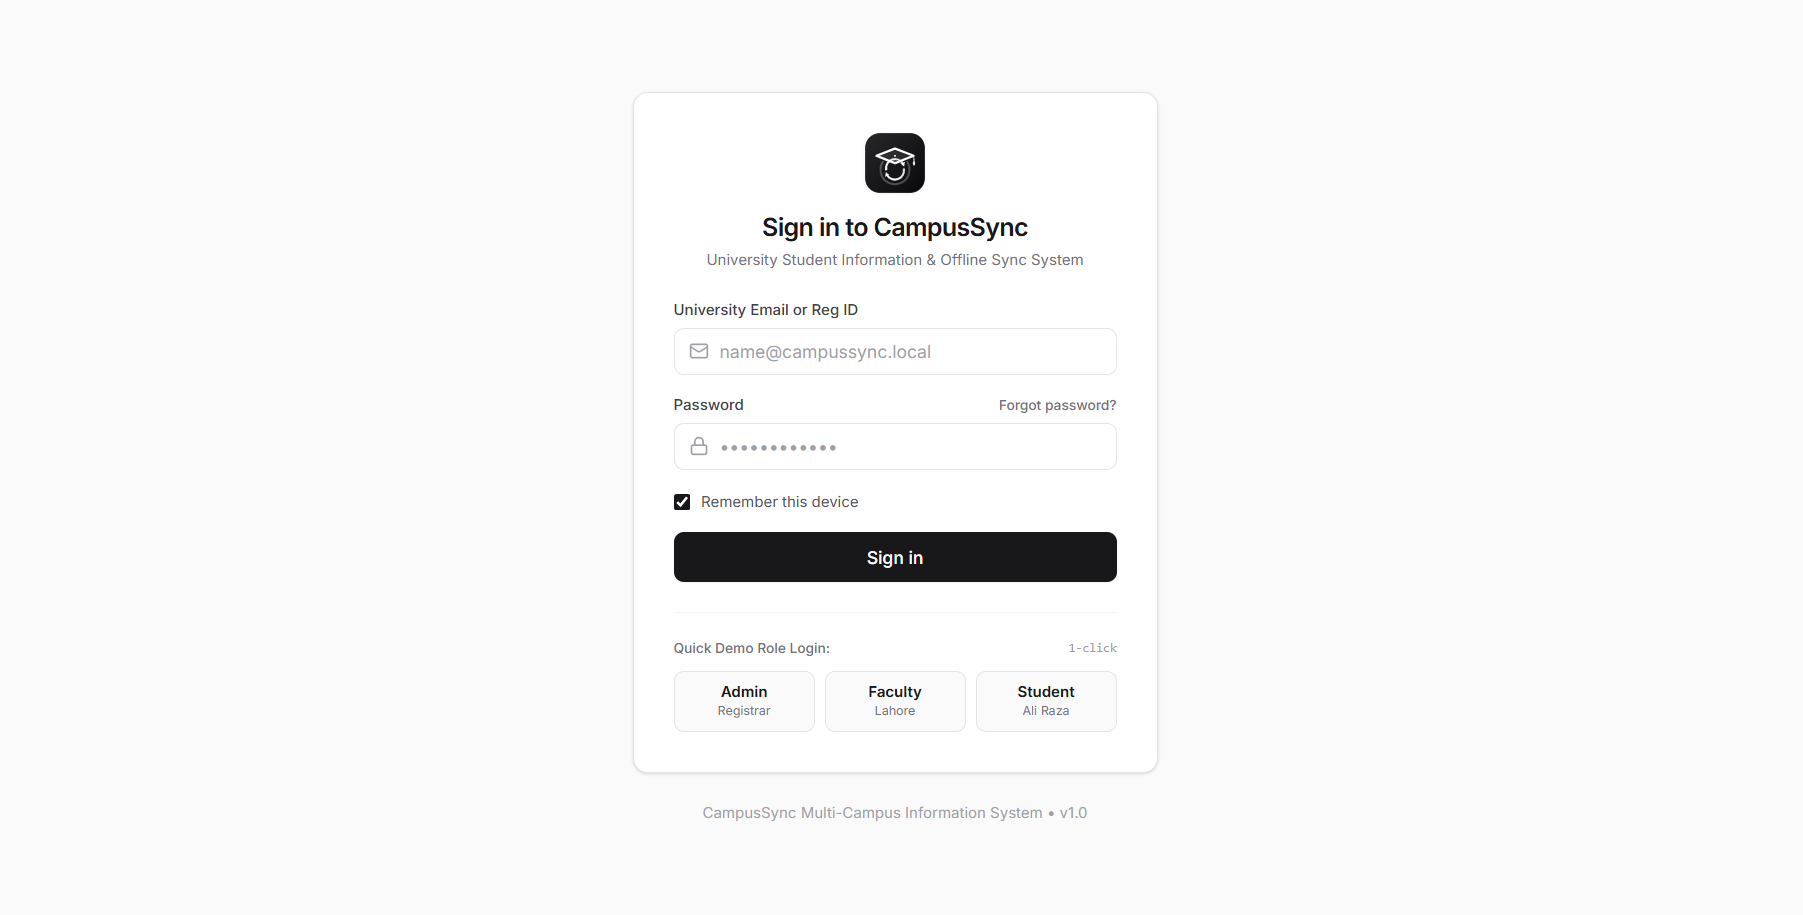 Sign in to CampusSync
University Student Information & Offline Sync System
University Email or Reg ID
name@campussync.local
Password Forgot password?
••••••••••••
Remember this device
Sign in
Quick Demo Role Login: 1-click
Admin Faculty Student
Registrar Lahore Ali Raza
CampusSync Multi-Campus Information System • v1.0